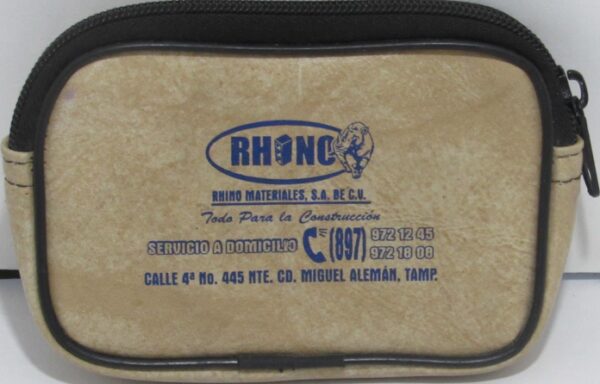 RHINO
RHINO MATERIALES, S.A. DE C.V.
Todo Para la Construcción
SERVICIO A DOMICILIO (897) 972 12 45
972 18 00
CALLE 4ª No. 445 NTE. CD. MIGUEL ALEMÁN, TAMP.